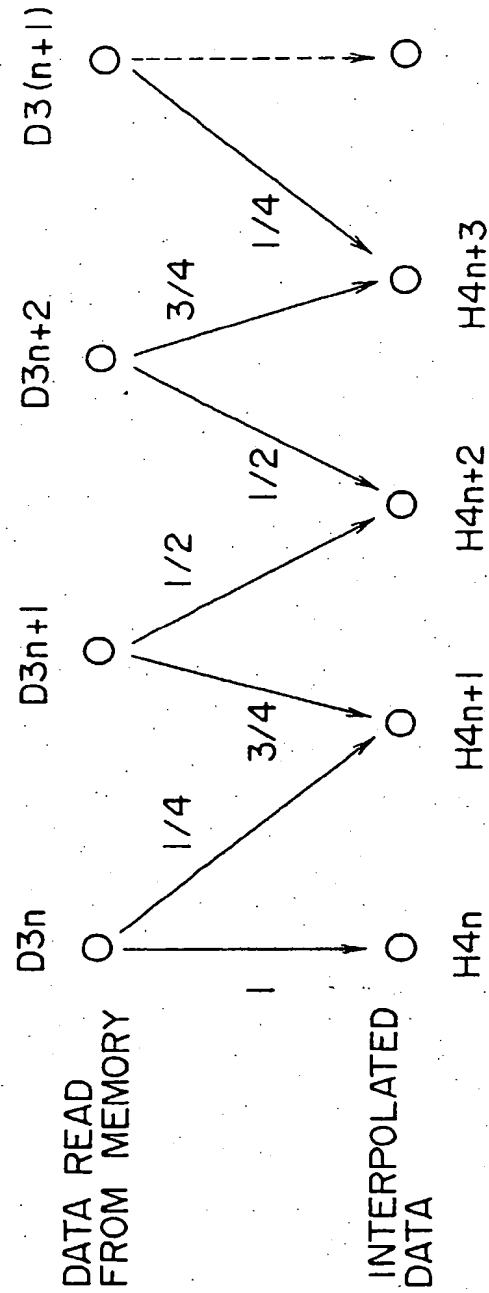 D3n
D3n+1
D3n+2
D3(n+1)
DATA READ
FROM MEMORY
1
1/4
3/4
1/2
1/2
3/4
1/4
INTERPOLATED
DATA
H4n
H4n+1
H4n+2
H4n+3